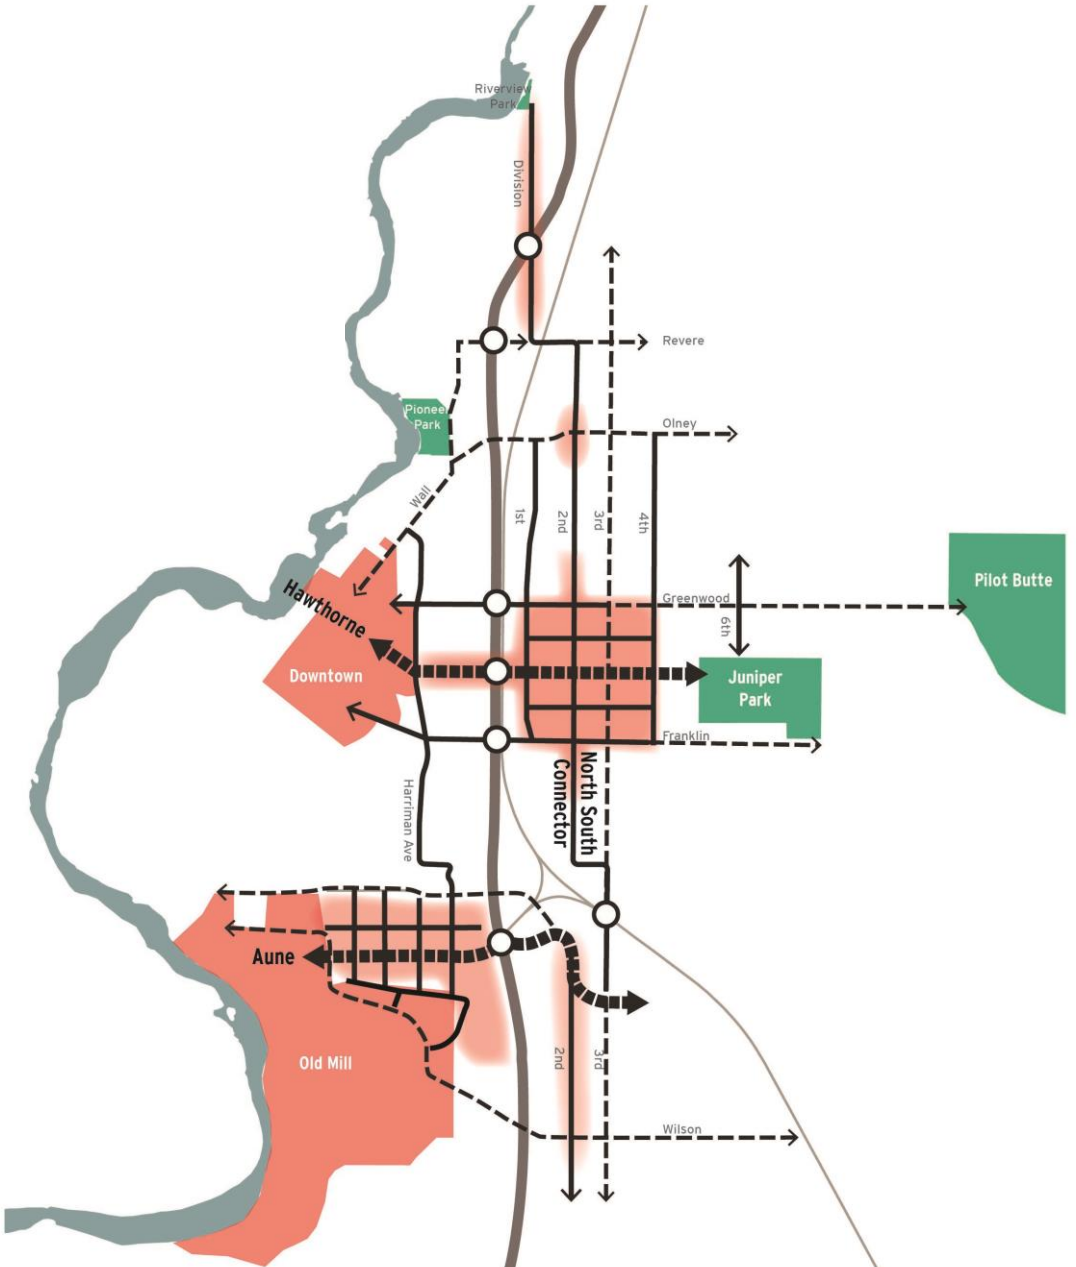 Riverview
Park
Division
Revere
Pioneer
Park
Olney
Wall
1st
2nd
3rd
4th
Pilot Butte
Hawthorne
Greenwood
6th
Downtown
Juniper
Park
Franklin
North South
Connector
Harriman Ave
Aune
Old Mill
2nd
3rd
Wilson